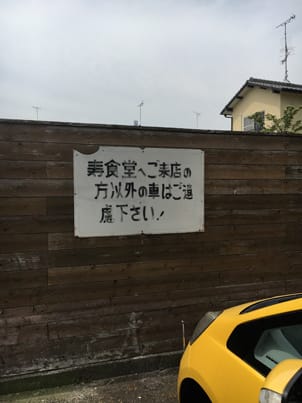 寿食堂へご来店の
方以外の車はご遠
慮下さい！